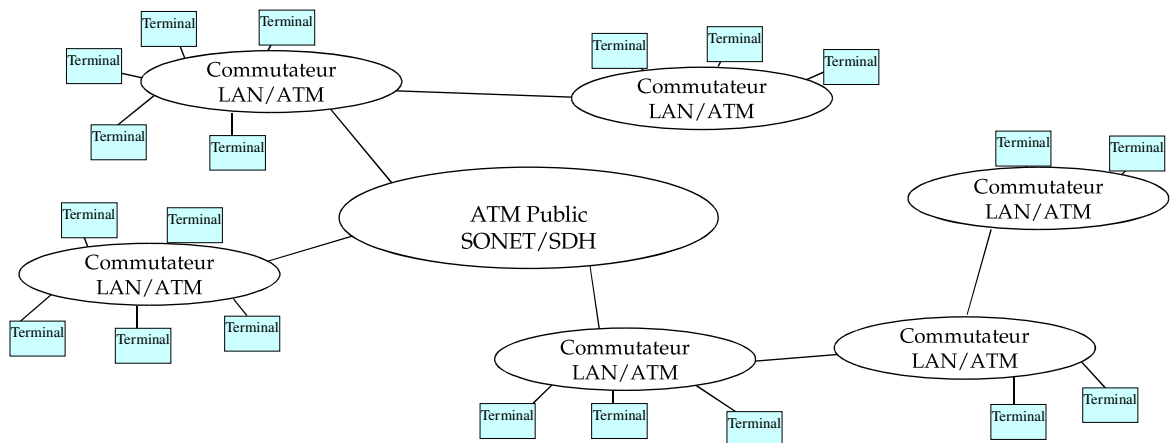 Terminal
Terminal
Terminal
Terminal
Terminal
Commutateur
LAN/ATM
Terminal
Terminal
Terminal
Commutateur
LAN/ATM
Terminal
Terminal
Commutateur
LAN/ATM
ATM Public
SONET/SDH
Terminal
Terminal
Commutateur
LAN/ATM
Terminal
Terminal
Terminal
Commutateur
LAN/ATM
Terminal
Terminal
Terminal
Commutateur
LAN/ATM
Terminal
Terminal